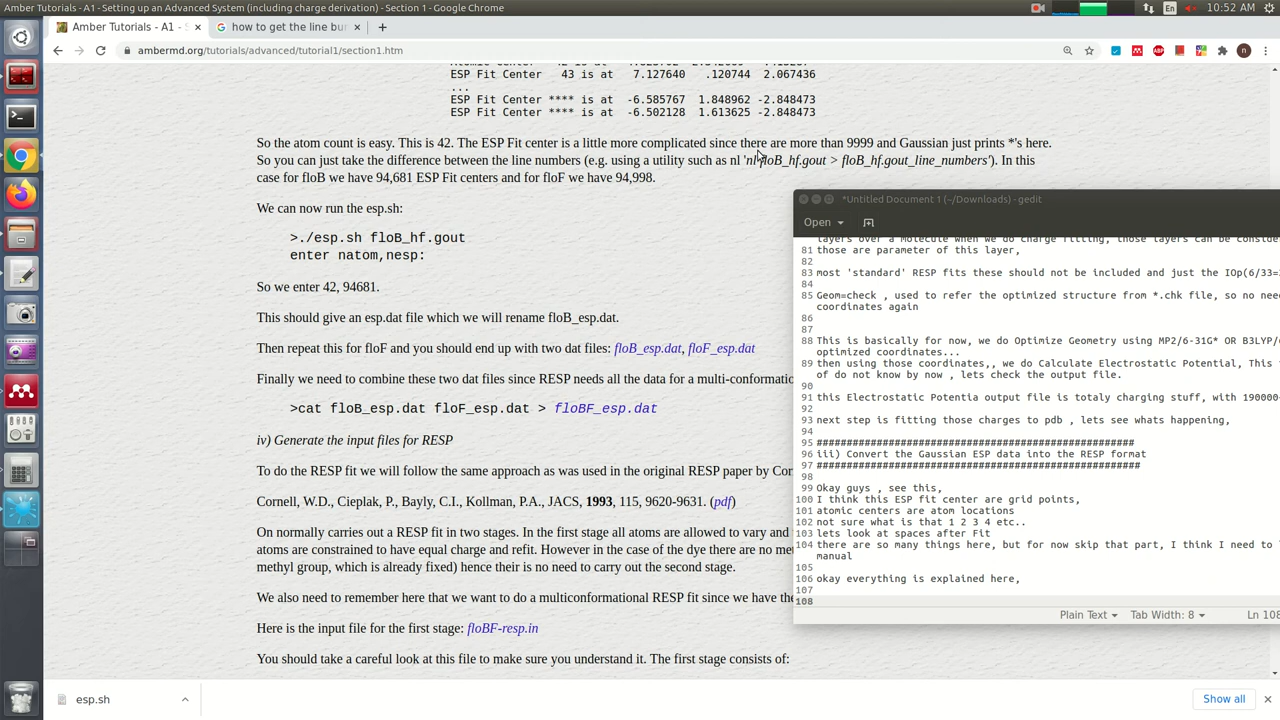 Amber Tutorials - A1 - Setting up an Advanced System (including charge derivation) - Section 1 - Google Chrome
En
10:52 AM
Amber Tutorials - A1 - S
how to get the line bun
ambermd.org/tutorials/advanced/tutorial1/section1.htm
n
ESP Fit Center 43 is at 7.127640 .120744 2.067436
...
ESP Fit Center **** is at -6.585767 1.848962 -2.848473
ESP Fit Center **** is at -6.502128 1.613625 -2.848473
So the atom count is easy. This is 42. The ESP Fit center is a little more complicated since there are more than 9999 and Gaussian just prints *'s here.
So you can just take the difference between the line numbers (e.g. using a utility such as nl 'nl floB_hf.gout > floB_hf.gout_line_numbers'). In this
case for floB we have 94,681 ESP Fit centers and for floF we have 94,998.
We can now run the esp.sh:
>./esp.sh floB_hf.gout
enter natom,nesp:
So we enter 42, 94681.
This should give an esp.dat file which we will rename floB_esp.dat.
Then repeat this for floF and you should end up with two dat files: floB_esp.dat, floF_esp.dat
Finally we need to combine these two dat files since RESP needs all the data for a multi-conformatio
>cat floB_esp.dat floF_esp.dat > floBF_esp.dat
iv) Generate the input files for RESP
To do the RESP fit we will follow the same approach as was used in the original RESP paper by Cor
Cornell, W.D., Cieplak, P., Bayly, C.I., Kollman, P.A., JACS, 1993, 115, 9620-9631. (pdf)
On normally carries out a RESP fit in two stages. In the first stage all atoms are allowed to vary and
atoms are constrained to have equal charge and refit. However in the case of the dye there are no met
methyl group, which is already fixed) hence their is no need to carry out the second stage.
We also need to remember here that we want to do a multiconformational RESP fit since we have the
Here is the input file for the first stage: floBF-resp.in
You should take a careful look at this file to make sure you understand it. The first stage consists of:
*Untitled Document 1 (~/Downloads) - gedit
Open
81 those are parameter of this layer,
82
83 most 'standard' RESP fits these should not be included and just the IOp(6/33=
84
85 Geom=check , used to refer the optimized structure from *.chk file, so no nee
coordinates again
86
87
88 This is basically for now, we do Optimize Geometry using MP2/6-31G* OR B3LYP/
optimized coordinates...
89 then using those coordinates,, we do Calculate Electrostatic Potential, This
of do not know by now , lets check the output file.
90
91 this Electrostatic Potentia output file is totaly charging stuff, with 190000
92
93 next step is fitting those charges to pdb , lets see whats happening,
94
95 #####################################################
96 iii) Convert the Gaussian ESP data into the RESP format
97 ######################################################
98
99 Okay guys , see this,
100 I think this ESP fit center are grid points,
101 atomic centers are atom locations
102 not sure what is that 1 2 3 4 etc..
103 lets look at spaces after Fit
104 there are so many things here, but for now skip that part, I think I need to
manual
105
106 okay everything is explained here,
107
108
Plain Text
Tab Width: 8
Ln 108
esp.sh
Show all